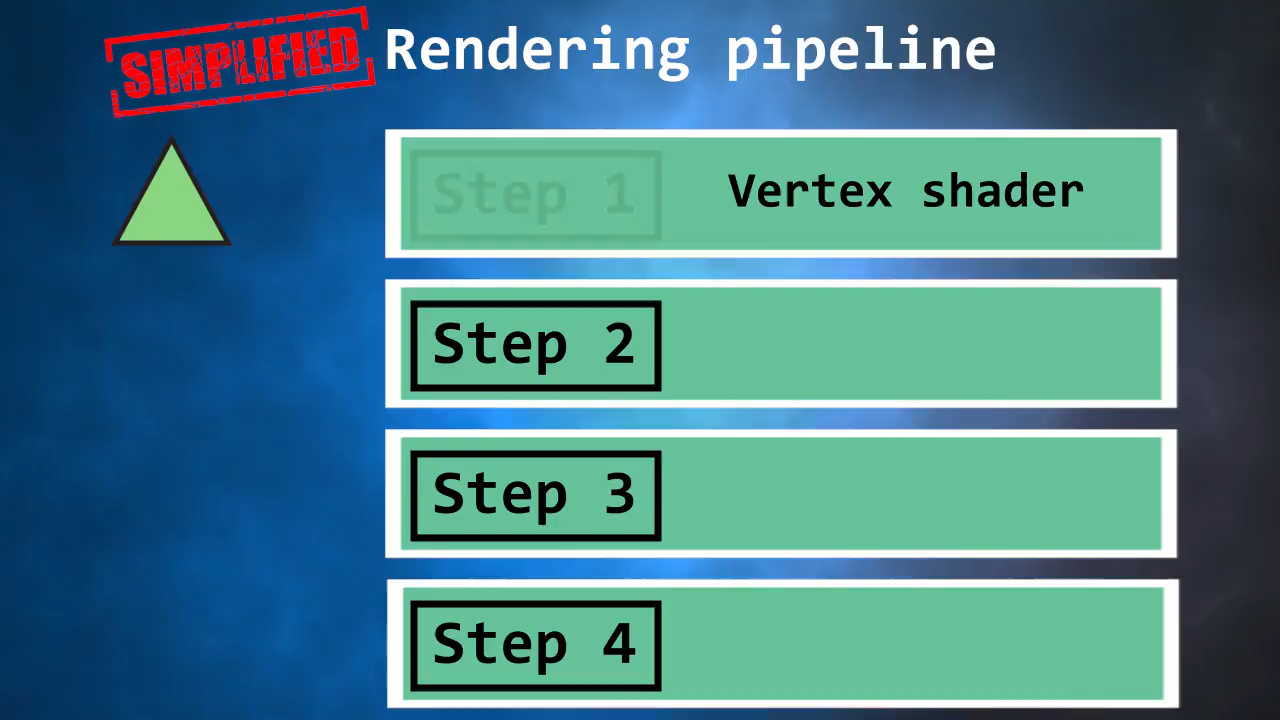 SIMPLIFIED
Rendering pipeline
Step 1
Vertex shader
Step 2
Step 3
Step 4